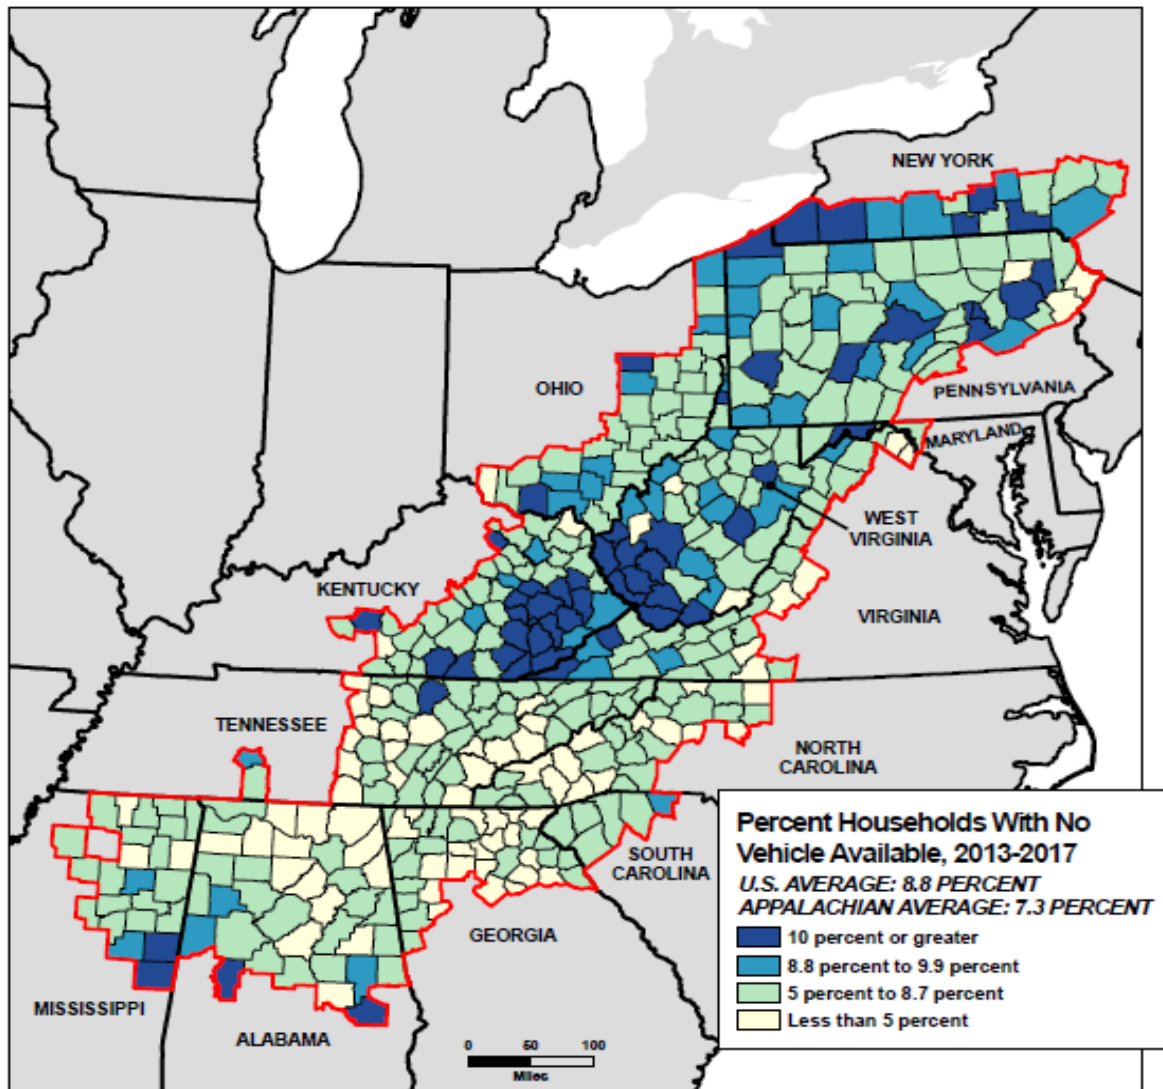 NEW YORK
OHIO
PENNSYLVANIA
MARYLAND
WEST
VIRGINIA
KENTUCKY
VIRGINIA
TENNESSEE
NORTH
CAROLINA
SOUTH
CAROLINA
GEORGIA
MISSISSIPPI
ALABAMA
0 50 100
Miles
Percent Households With No
Vehicle Available, 2013-2017
U.S. AVERAGE: 8.8 PERCENT
APPALACHIAN AVERAGE: 7.3 PERCENT
10 percent or greater
8.8 percent to 9.9 percent
5 percent to 8.7 percent
Less than 5 percent